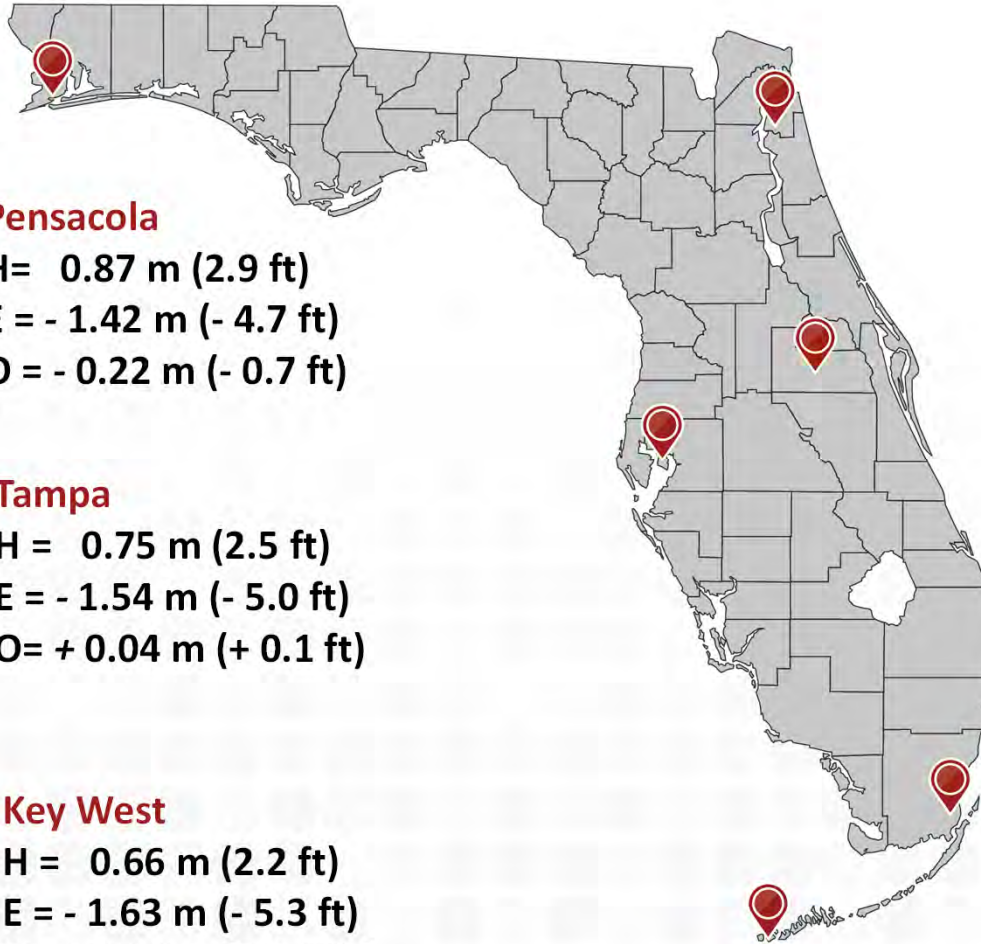 Pensacola
H= 0.87 m (2.9 ft)
E = - 1.42 m (- 4.7 ft)
O = - 0.22 m (- 0.7 ft)
Tampa
H = 0.75 m (2.5 ft)
E = - 1.54 m (- 5.0 ft)
O= + 0.04 m (+ 0.1 ft)
Key West
H = 0.66 m (2.2 ft)
E = - 1.63 m (- 5.3 ft)